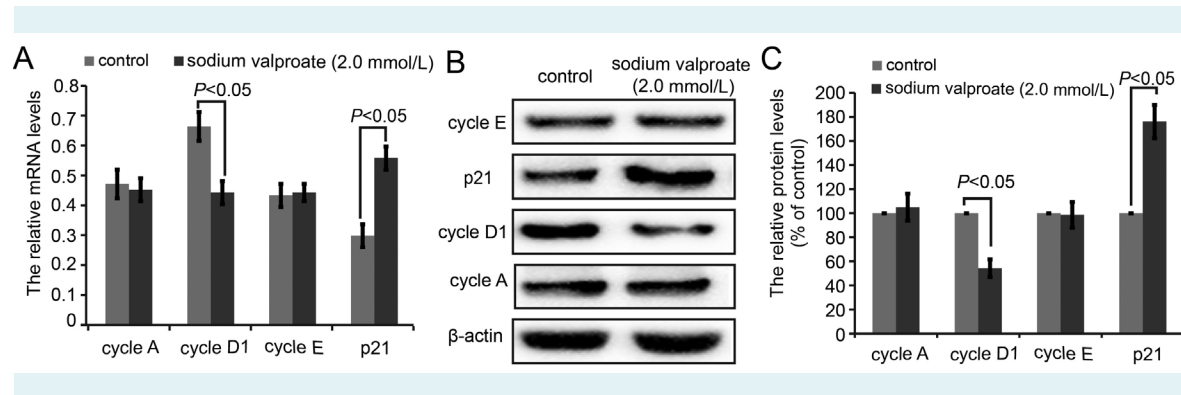 A
control
sodium valproate (2.0 mmol/L)
The relative mRNA levels
0.8
0.7
0.6
0.5
0.4
0.3
0.2
0.1
0
P<0.05
P<0.05
cycle A
cycle D1
cycle E
p21
B
control
sodium valproate
(2.0 mmol/L)
cycle E
p21
cycle D1
cycle A
β-actin
C
control
sodium valproate (2.0 mmol/L)
The relative protein levels
(% of control)
200
180
160
140
120
100
80
60
40
20
0
P<0.05
P<0.05
cycle A
cycle D1
cycle E
p21